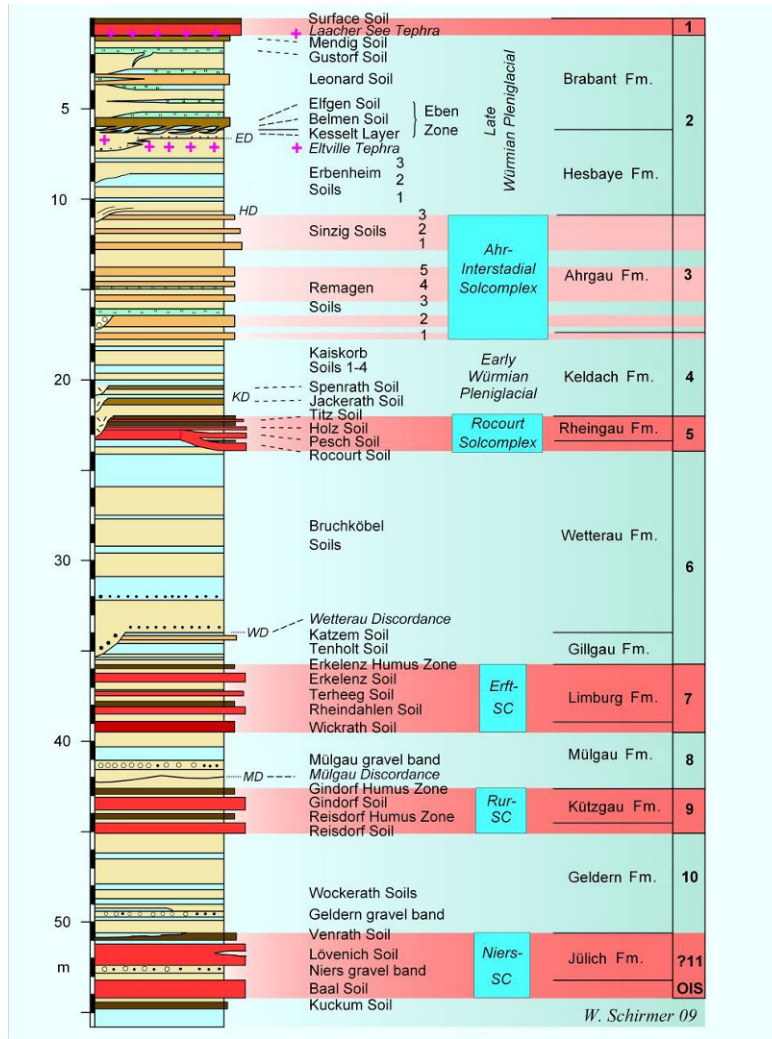 Surface Soil
Laacher See Tephra
Mendig Soil
Gustorf Soil
Leonard Soil
Elfgen Soil
Belmen Soil
Kesselt Layer
Eben
Zone
ED
Eltville Tephra
Erbenheim
Soils
3
2
1
HD
Sinzig Soils
3
2
1
Remagen
Soils
5
4
3
2
1
Kaiskorb
Soils 1-4
Spenrath Soil
KD
Jackerath Soil
Titz Soil
Holz Soil
Pesch Soil
Rocourt Soil
Bruchköbel
Soils
Wetterau Discordance
WD
Katzem Soil
Tenholt Soil
Erkelenz Humus Zone
Erkelenz Soil
Terheeg Soil
Rheindahlen Soil
Wickrath Soil
Mülgau gravel band
MD
Mülgau Discordance
Gindorf Humus Zone
Gindorf Soil
Reisdorf Humus Zone
Reisdorf Soil
Wockerath Soils
Geldern gravel band
Venrath Soil
Lövenich Soil
Niers gravel band
Baal Soil
Kuckum Soil
5
10
20
30
40
50
m
Late
Würmian Pleniglacial
Ahr-
Interstadial
Solcomplex
Early
Würmian
Pleniglacial
Rocourt
Solcomplex
Erft-
SC
Rur-
SC
Niers-
SC
Brabant Fm.
Hesbaye Fm.
Ahrgau Fm.
Keldach Fm.
Rheingau Fm.
Wetterau Fm.
Gillgau Fm.
Limburg Fm.
Mülgau Fm.
Kützgau Fm.
Geldern Fm.
Jülich Fm.
1
2
3
4
5
6
7
8
9
10
?11
OIS
W. Schirmer 09